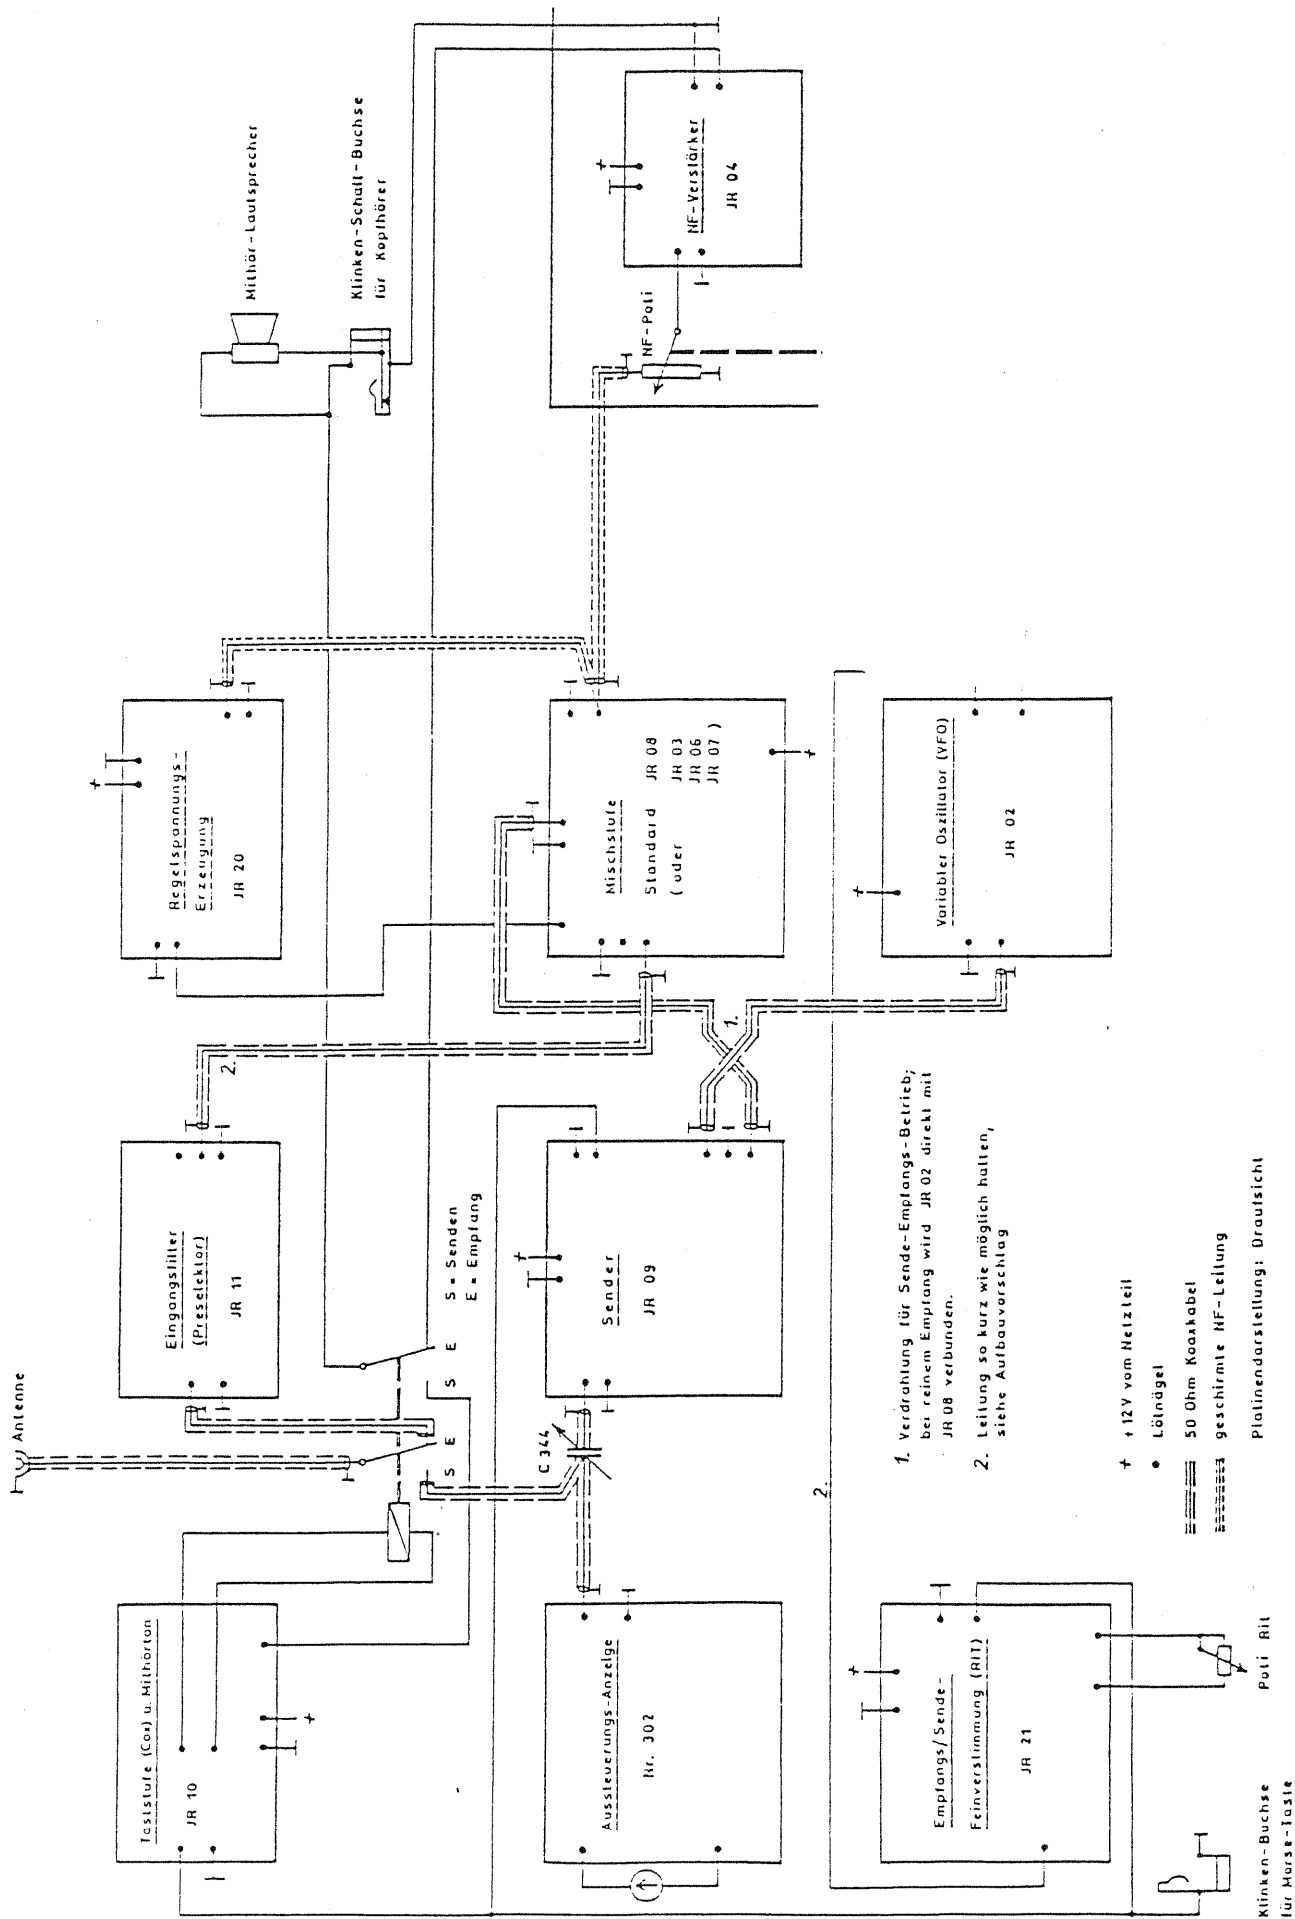 Antenne
Taststufe (Cox) u. Mithörton
JR 10
Eingangsfilter
(Preselektor)
JR 11
Regelspannungs-
Erzeugung
JR 20
Mithör-Lautsprecher
Klinken-Schalt-Buchse
für Kopfhörer
S E
S E
S = Senden
E = Empfang
2.
C 344
Aussteuerungs-Anzeige
Nr. 302
Sender
JR 09
Mischstufe
Standard JR 08
(oder JR 03
JR 06
JR 07)
NF-Poti
NF-Verstärker
JR 04
1.
2.
Empfangs/Sende-
Feinverstimmung (RIT)
JR 21
Variabler Oszillator (VFO)
JR 02
1. Verdrahtung für Sende-Empfangs-Betrieb;
bei reinem Empfang wird JR 02 direkt mit
JR 08 verbunden.
2. Leitung so kurz wie möglich halten,
siehe Aufbauvorschlag
+ +12V vom Netzteil
Lötnägel
50 Ohm Koaxkabel
geschirmte NF-Leitung
Platinendarstellung: Draufsicht
Poti Rit
Klinken-Buchse
für Morse-Taste